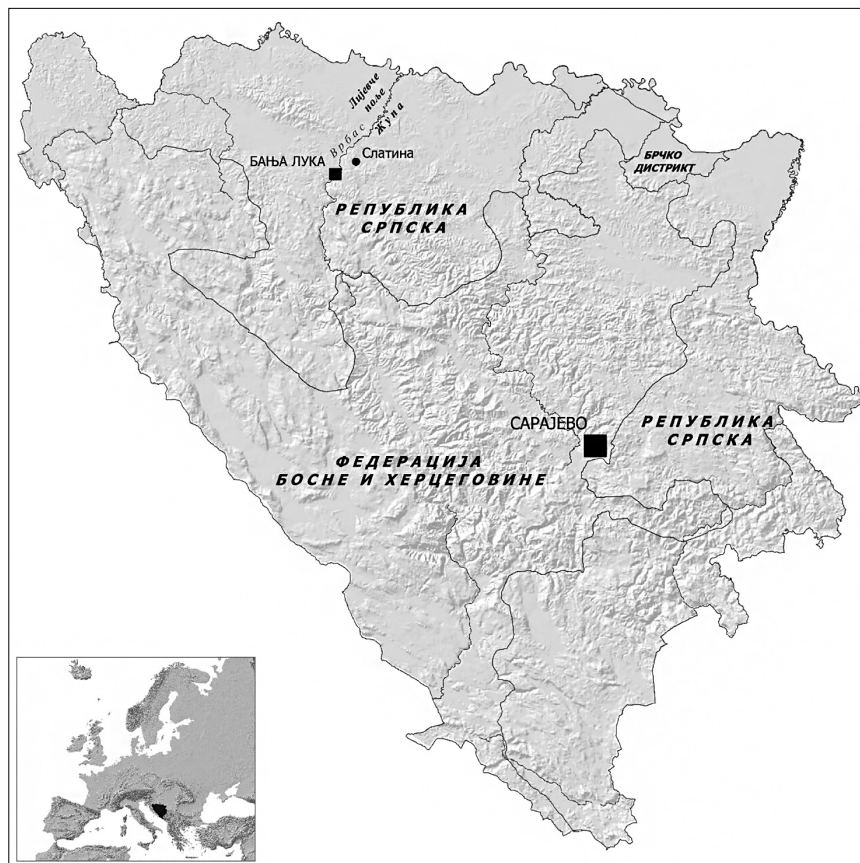 Лијевче
поље
Жупа
Врбас
БАЊА ЛУКА
Слатина
БРЧКО
ДИСТРИКТ
РЕПУБЛИКА
СРПСКА
САРАЈЕВО
РЕПУБЛИКА
СРПСКА
ФЕДЕРАЦИЈА
БОСНЕ И ХЕРЦЕГОВИНЕ